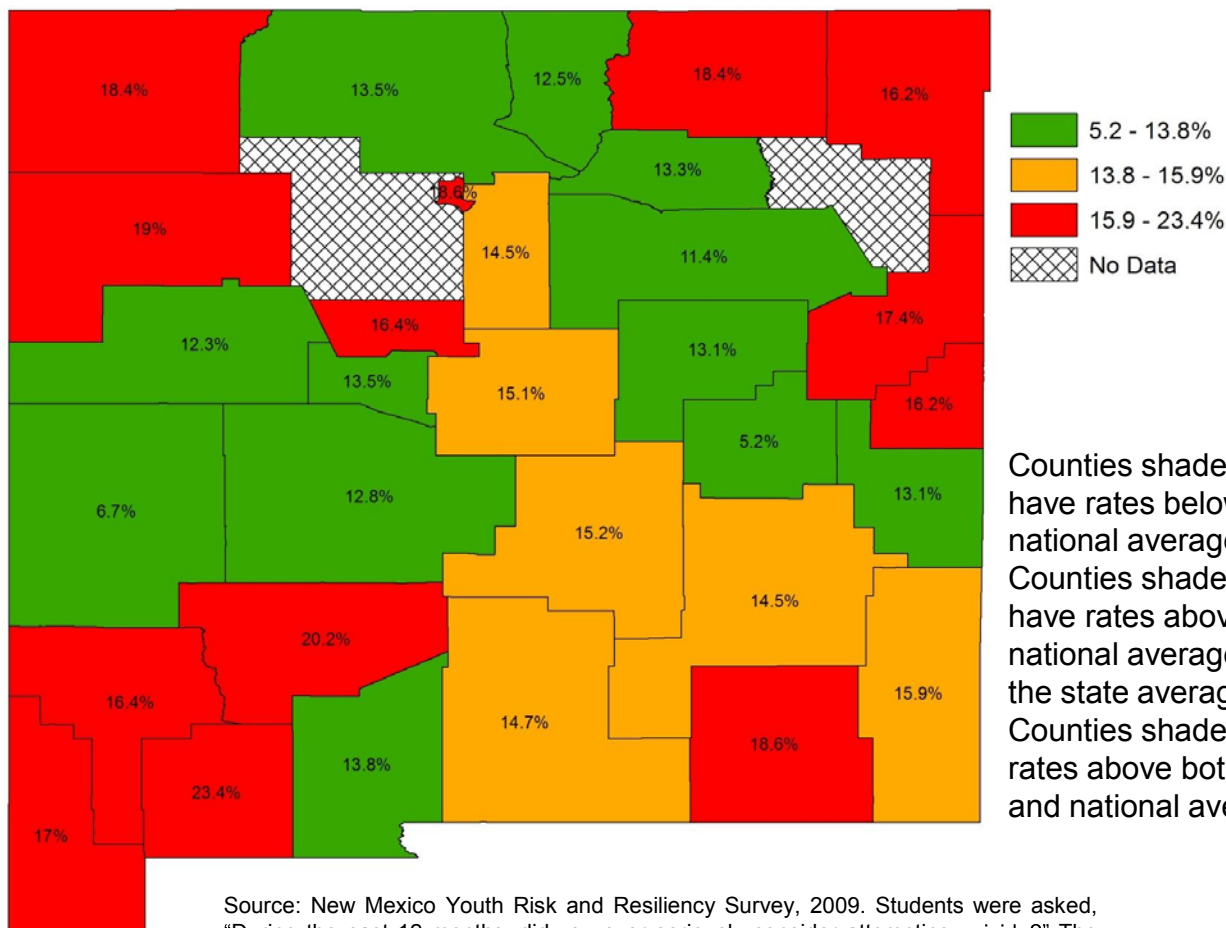 18.4%
13.5%
12.5%
18.4%
16.2%
5.2 - 13.8%
13.8 - 15.9%
15.9 - 23.4%
No Data
13.3%
18.6%
19%
14.5%
11.4%
17.4%
16.4%
12.3%
13.1%
13.5%
15.1%
16.2%
5.2%
13.1%
6.7%
12.8%
15.2%
14.5%
20.2%
16.4%
14.7%
15.9%
18.6%
13.8%
23.4%
17%
Counties shade
have rates below
national average
Counties shade
have rates abov
national average
the state averag
Counties shade
rates above bot
and national ave
Source: New Mexico Youth Risk and Resiliency Survey, 2009. Students were asked,